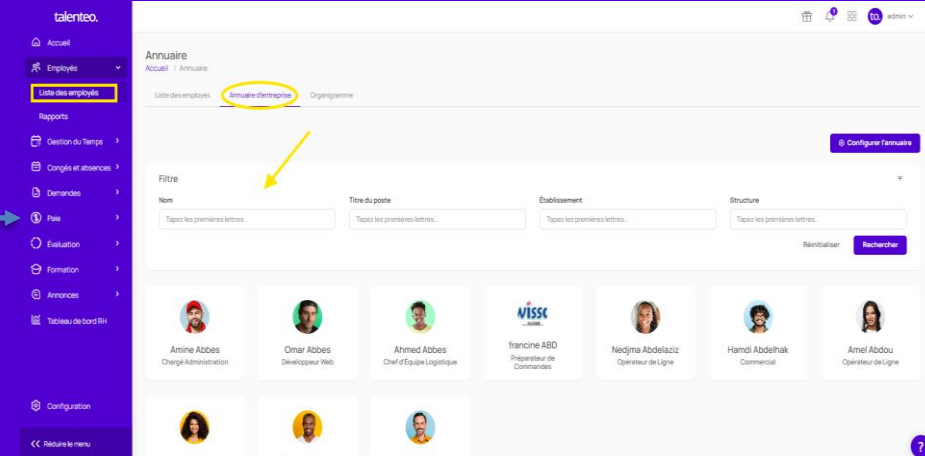 talenteo.
1
to.
admin
Accueil
Employés
Liste des employés
Rapports
Gestion du Temps
Congés et absences
Demandes
Paie
Évaluation
Formation
Annonces
Tableau de bord RH
Configuration
Réduire le menu
Annuaire
Accueil / Annuaire
Liste des employés Annuaire d'entreprise Organigramme
Configurer l'annuaire
Filtre
Nom Titre du poste Établissement Structure
Tapez les premières lettres... Tapez les premières lettres... Tapez les premières lettres... Tapez les premières lettres...
Réinitialiser Rechercher
Amine Abbes
Chargé Administration
Omar Abbes
Développeur Web
Ahmed Abbes
Chef d'Équipe Logistique
francine ABD
Préparateur de
Commandes
Nedjma Abdelaziz
Opérateur de Ligne
Hamdi Abdelhak
Commercial
Amel Abdou
Opérateur de Ligne
?